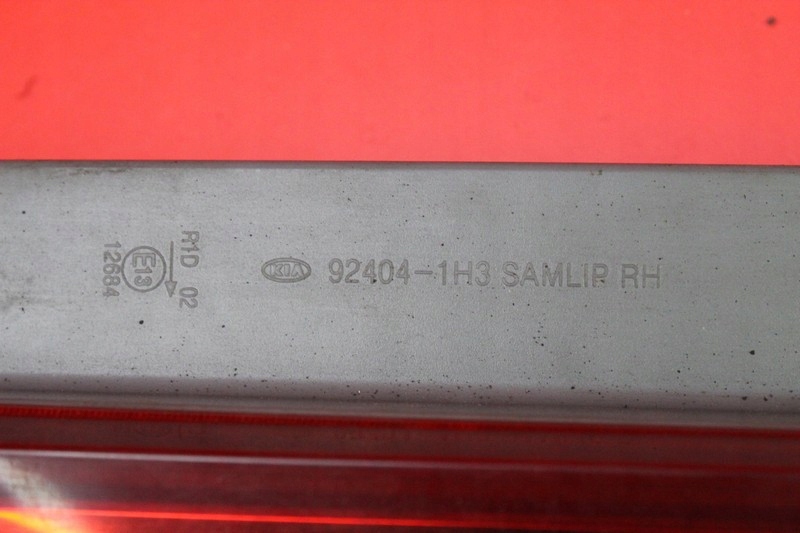 R1D 02
E13
12684
KIA 92404-1H3 SAMLIP RH